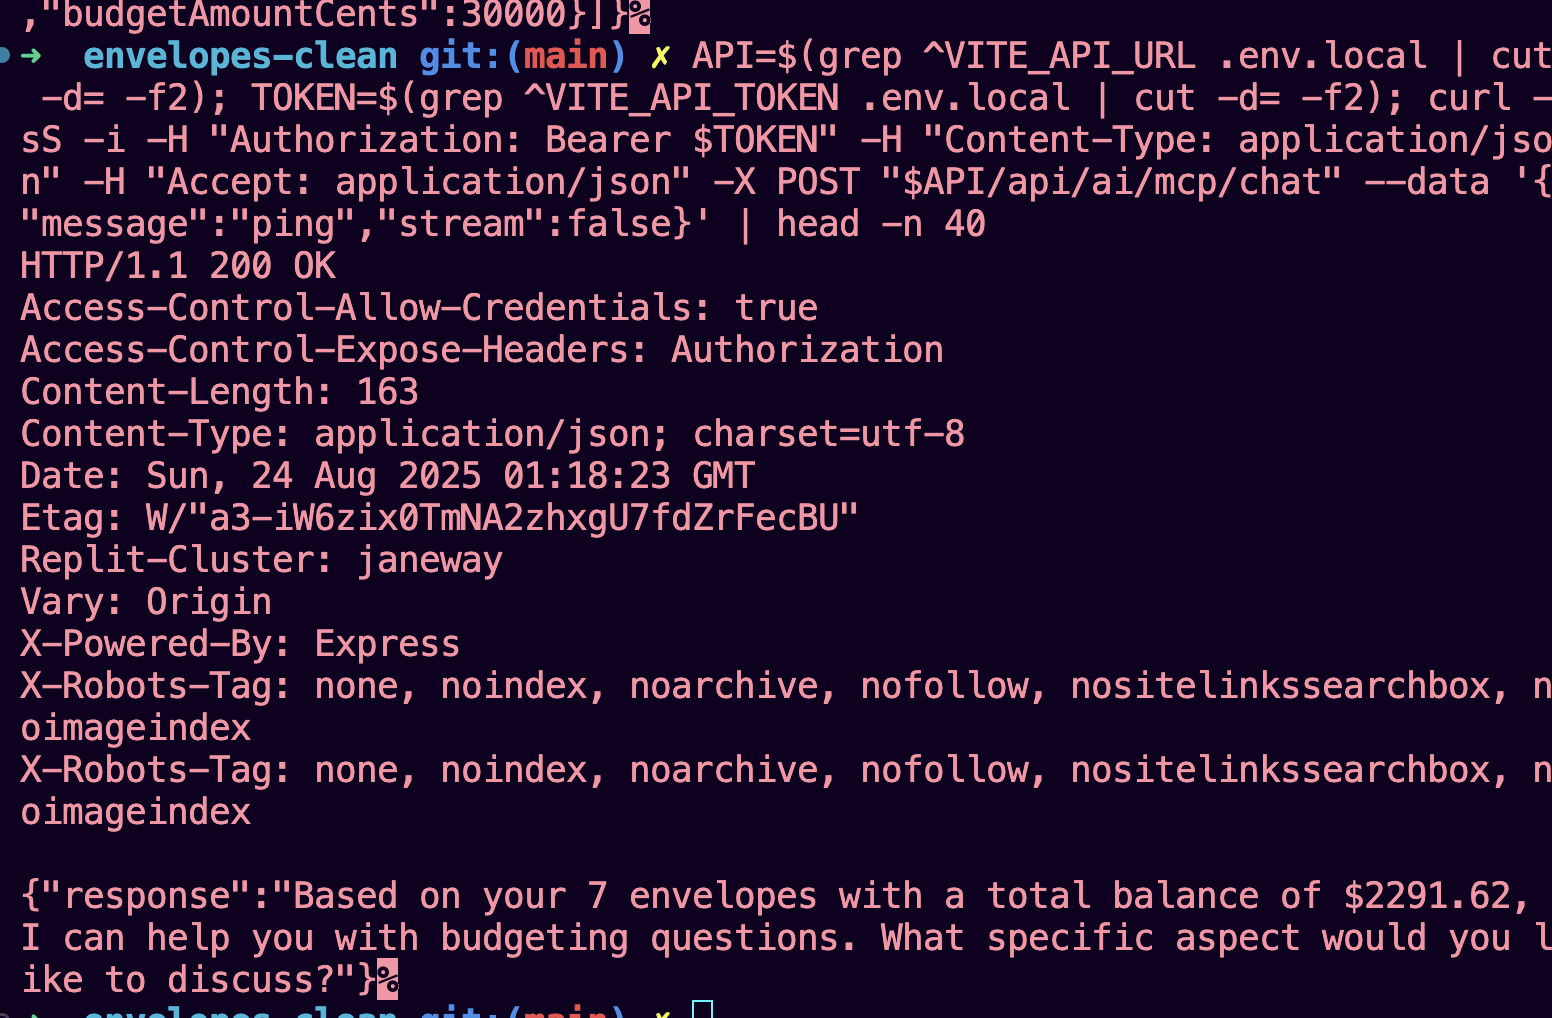 ,"budgetAmountCents":30000}]}%
➜  envelopes-clean git:(main) ✗ API=$(grep ^VITE_API_URL .env.local | cut
 -d= -f2); TOKEN=$(grep ^VITE_API_TOKEN .env.local | cut -d= -f2); curl -
sS -i -H "Authorization: Bearer $TOKEN" -H "Content-Type: application/jso
n" -H "Accept: application/json" -X POST "$API/api/ai/mcp/chat" --data '{
"message":"ping","stream":false}' | head -n 40
HTTP/1.1 200 OK
Access-Control-Allow-Credentials: true
Access-Control-Expose-Headers: Authorization
Content-Length: 163
Content-Type: application/json; charset=utf-8
Date: Sun, 24 Aug 2025 01:18:23 GMT
Etag: W/"a3-iW6zix0TmNA2zhxgU7fdZrFecBU"
Replit-Cluster: janeway
Vary: Origin
X-Powered-By: Express
X-Robots-Tag: none, noindex, noarchive, nofollow, nositelinkssearchbox, n
oimageindex
X-Robots-Tag: none, noindex, noarchive, nofollow, nositelinkssearchbox, n
oimageindex
{"response":"Based on your 7 envelopes with a total balance of $2291.62,
I can help you with budgeting questions. What specific aspect would you l
ike to discuss?"}%
➜  envelopes-clean git:(main) ✗